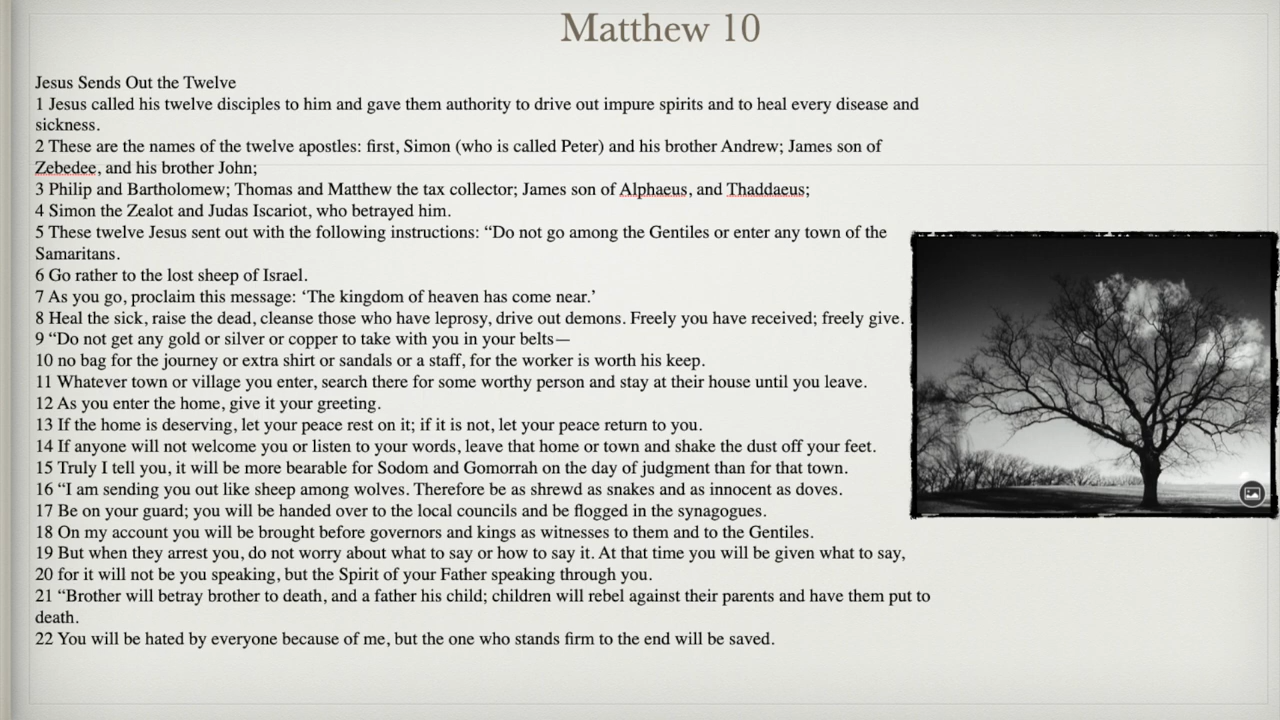 Matthew 10
Jesus Sends Out the Twelve
1 Jesus called his twelve disciples to him and gave them authority to drive out impure spirits and to heal every disease and
sickness.
2 These are the names of the twelve apostles: first, Simon (who is called Peter) and his brother Andrew; James son of
Zebedee, and his brother John;
3 Philip and Bartholomew; Thomas and Matthew the tax collector; James son of Alphaeus, and Thaddaeus;
4 Simon the Zealot and Judas Iscariot, who betrayed him.
5 These twelve Jesus sent out with the following instructions: “Do not go among the Gentiles or enter any town of the
Samaritans.
6 Go rather to the lost sheep of Israel.
7 As you go, proclaim this message: ‘The kingdom of heaven has come near.’
8 Heal the sick, raise the dead, cleanse those who have leprosy, drive out demons. Freely you have received; freely give.
9 “Do not get any gold or silver or copper to take with you in your belts—
10 no bag for the journey or extra shirt or sandals or a staff, for the worker is worth his keep.
11 Whatever town or village you enter, search there for some worthy person and stay at their house until you leave.
12 As you enter the home, give it your greeting.
13 If the home is deserving, let your peace rest on it; if it is not, let your peace return to you.
14 If anyone will not welcome you or listen to your words, leave that home or town and shake the dust off your feet.
15 Truly I tell you, it will be more bearable for Sodom and Gomorrah on the day of judgment than for that town.
16 “I am sending you out like sheep among wolves. Therefore be as shrewd as snakes and as innocent as doves.
17 Be on your guard; you will be handed over to the local councils and be flogged in the synagogues.
18 On my account you will be brought before governors and kings as witnesses to them and to the Gentiles.
19 But when they arrest you, do not worry about what to say or how to say it. At that time you will be given what to say,
20 for it will not be you speaking, but the Spirit of your Father speaking through you.
21 “Brother will betray brother to death, and a father his child; children will rebel against their parents and have them put to
death.
22 You will be hated by everyone because of me, but the one who stands firm to the end will be saved.